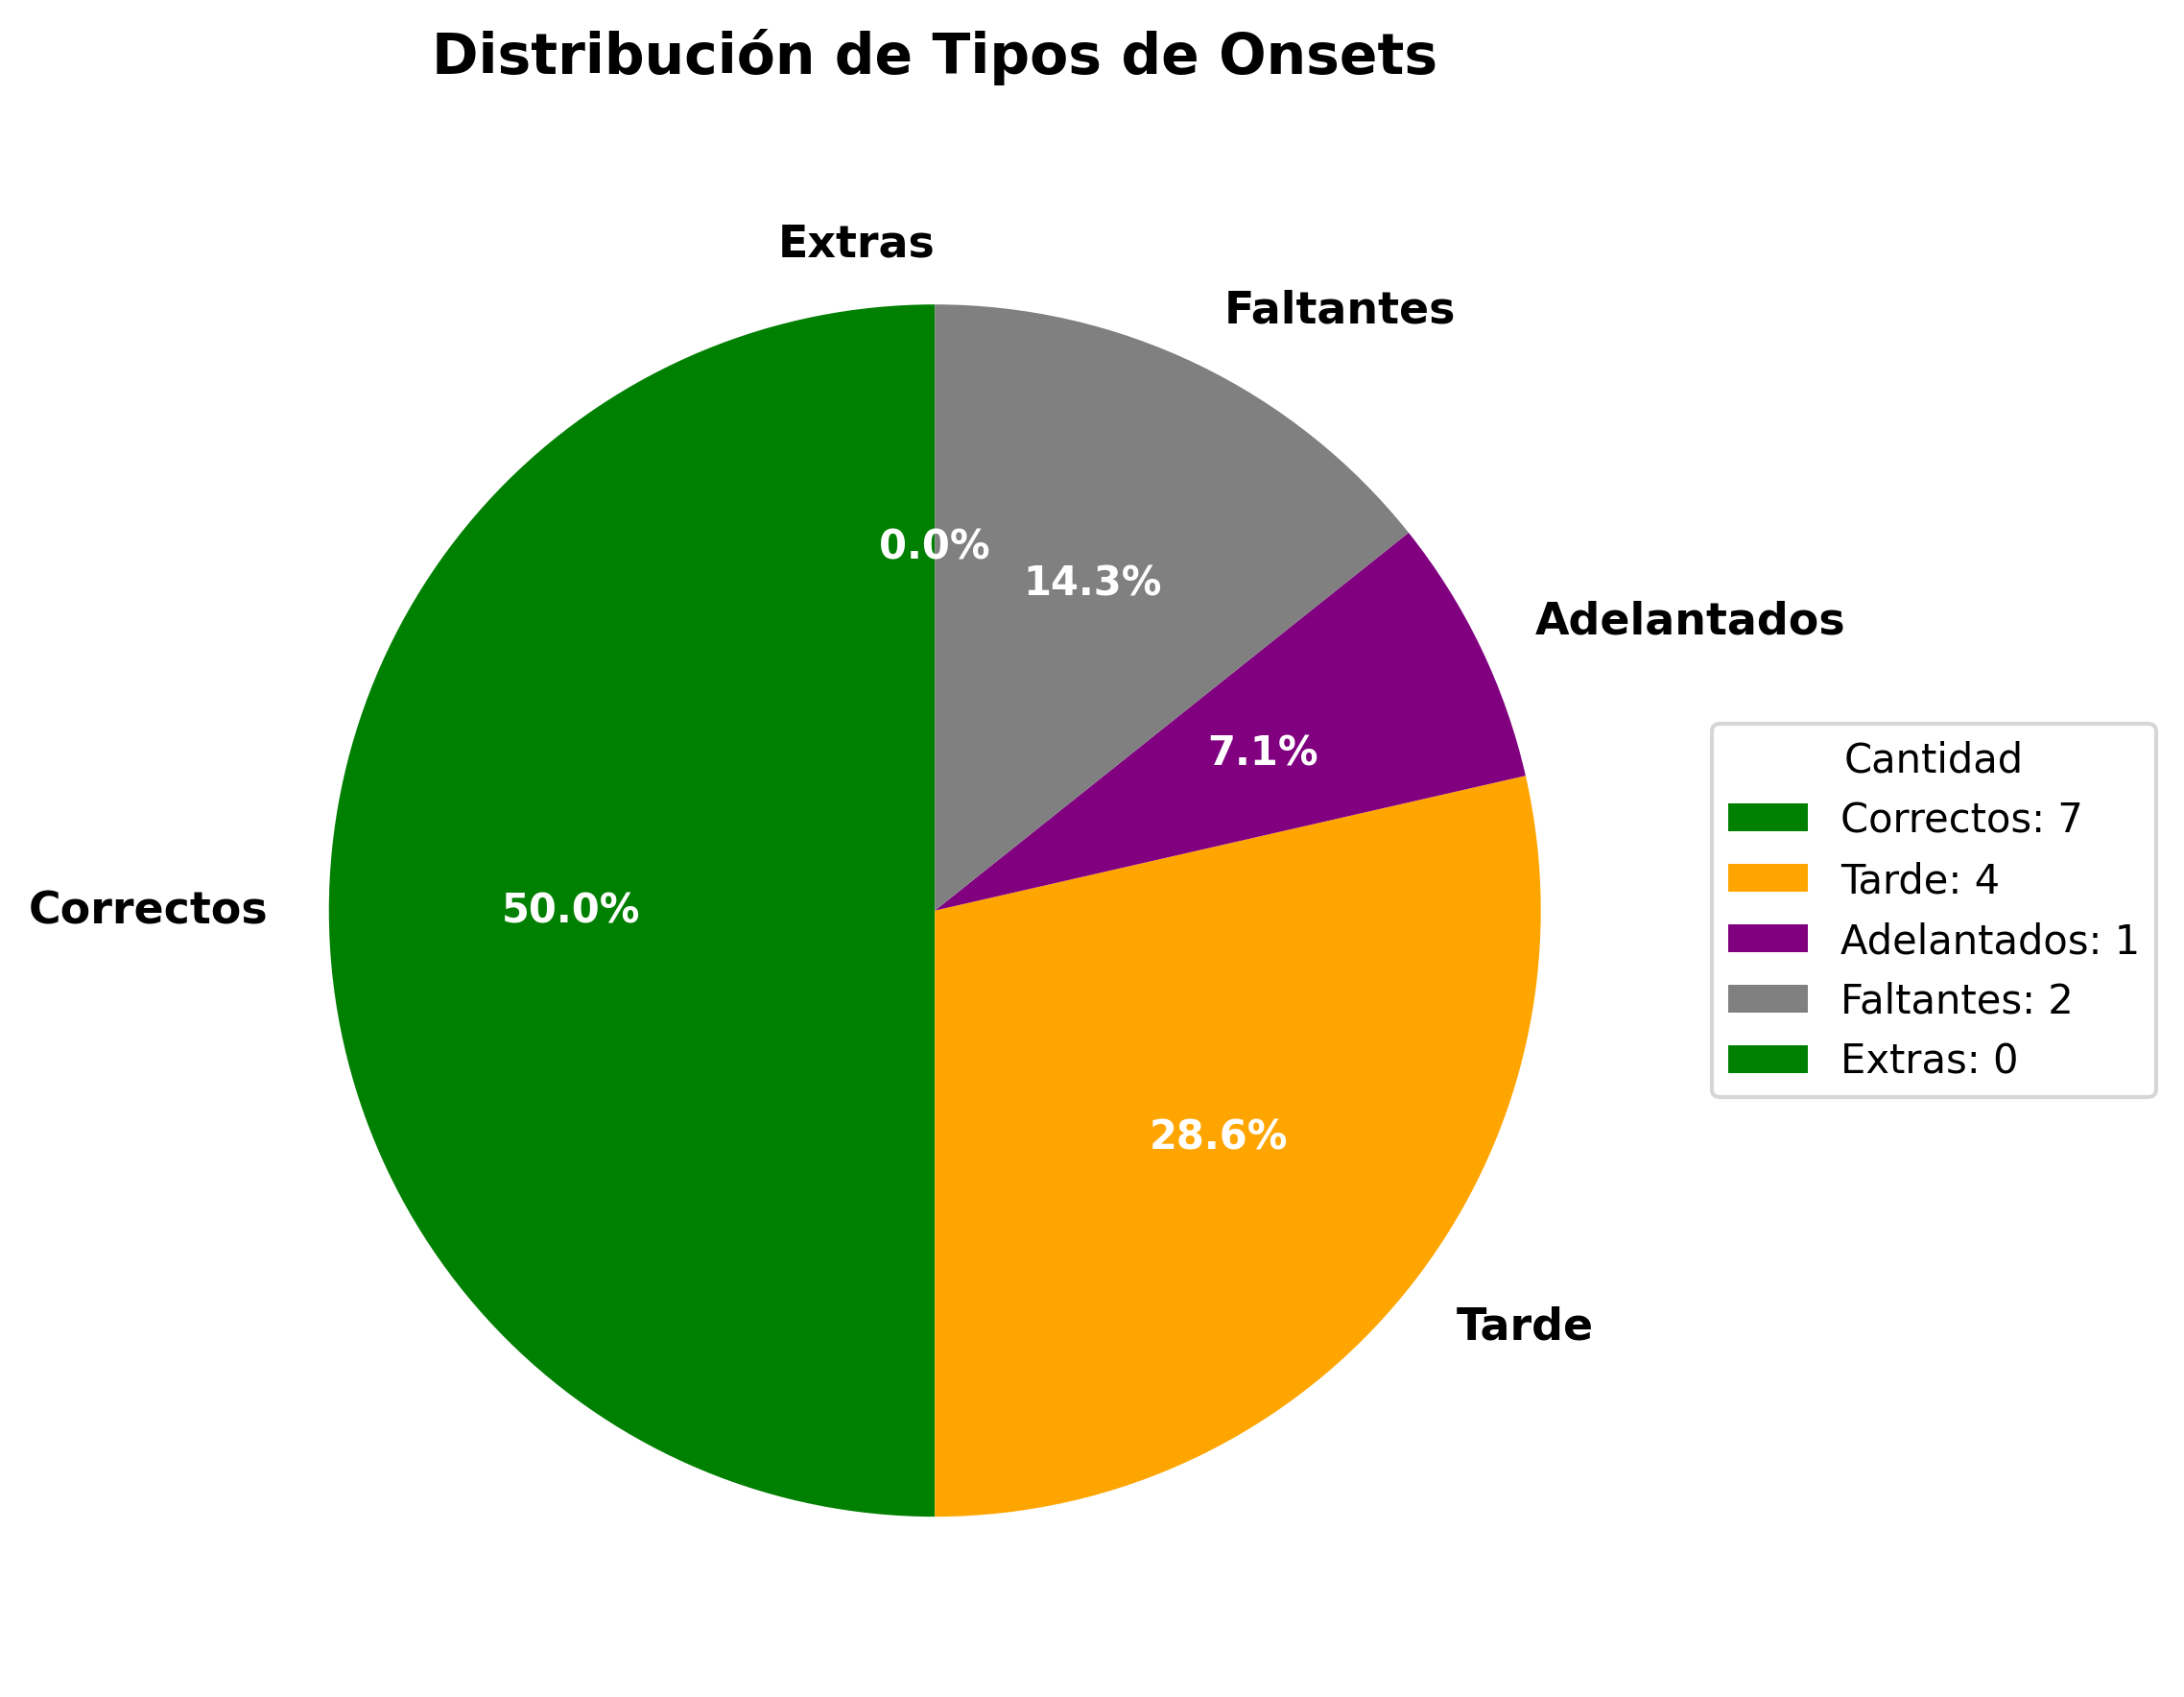 Distribución de Tipos de Onsets
Extras
Faltantes
0.0%
14.3%
Adelantados
7.1%
Correctos
50.0%
28.6%
Tarde
Cantidad
Correctos: 7
Tarde: 4
Adelantados: 1
Faltantes: 2
Extras: 0